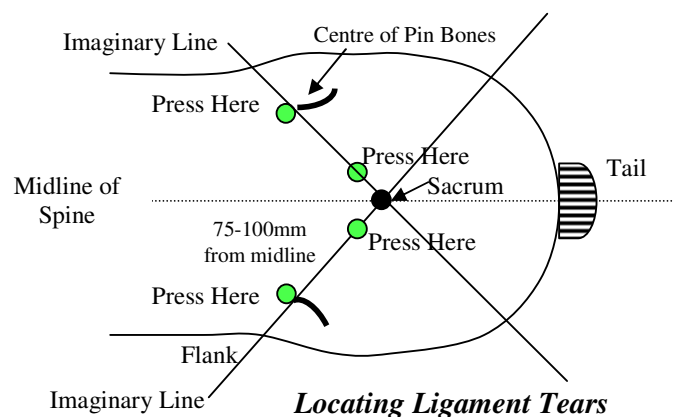 Imaginary Line
Centre of Pin Bones
Press Here
Press Here
Tail
Midline of
Spine
Sacrum
75-100mm
from midline
Press Here
Press Here
Flank
Imaginary Line
Locating Ligament Tears